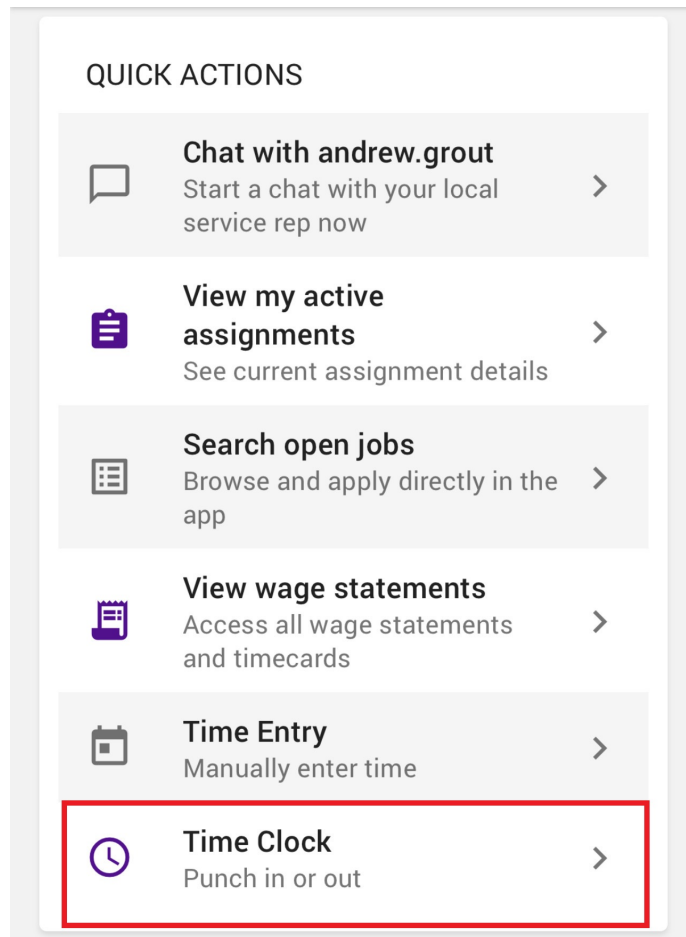 QUICK ACTIONS
Chat with andrew.grout
Start a chat with your local
service rep now
View my active
assignments
See current assignment details
Search open jobs
Browse and apply directly in the
app
View wage statements
Access all wage statements
and timecards
Time Entry
Manually enter time
Time Clock
Punch in or out